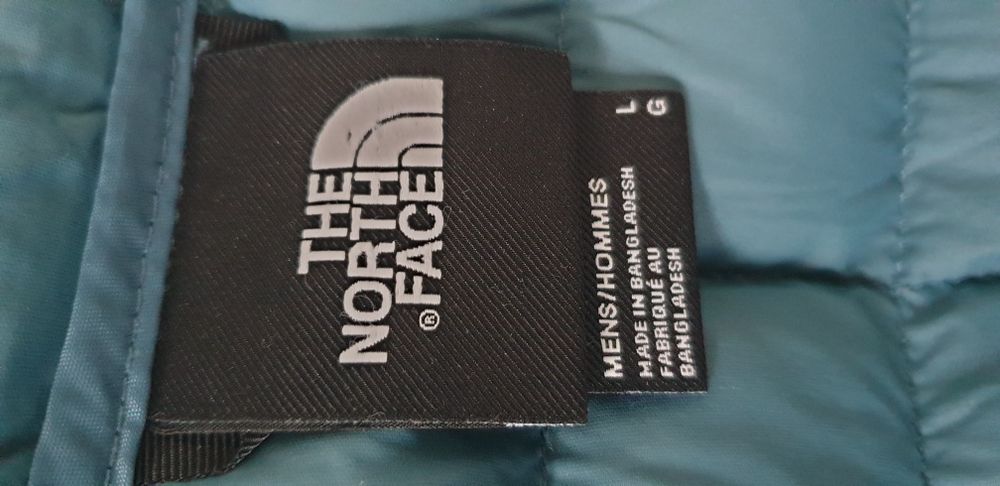 THE
NORTH
FACE®
MENS/HOMMES L
MADE IN BANGLADESH G
FABRIQUÉ AU
BANGLADESH